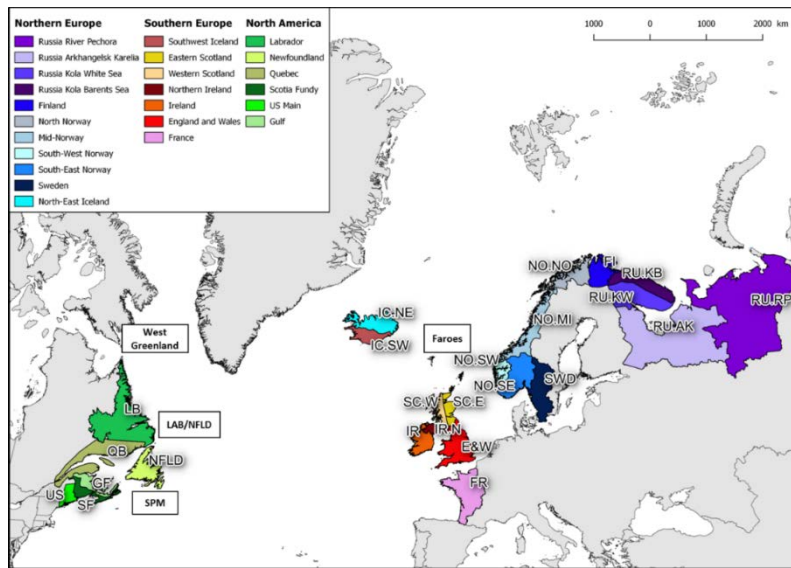 Northern Europe
Russia River Pechora
Russia Arkhangelsk Karelia
Russia Kola White Sea
Russia Kola Barents Sea
Finland
North Norway
Mid-Norway
South-West Norway
South-East Norway
Sweden
North-East Iceland
Southern Europe
Southwest Iceland
Eastern Scotland
Western Scotland
Northern Ireland
Ireland
England and Wales
France
North America
Labrador
Newfoundland
Quebec
Scotia Fundy
US Main
Gulf
1000 0 1000 2000 km
NO.NO
FI
RU.KB
RU.KW
RU.RP
RU.AK
NO.MI
IC.NE
IC.SW
West
Greenland
Faroes
NO.SW
NO.SE
SWD
SC.W
SC.E
IR
IR.N
E&W
FR
LB
LAB/NFLD
QB
NFLD
GF
US
SF
SPM